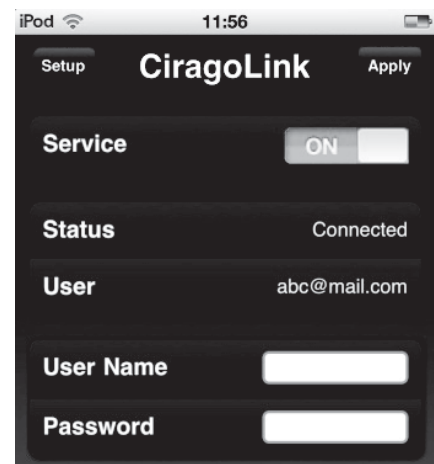 iPod 11:56
Setup CiragoLink Apply
Service ON
Status Connected
User abc@mail.com
User Name
Password